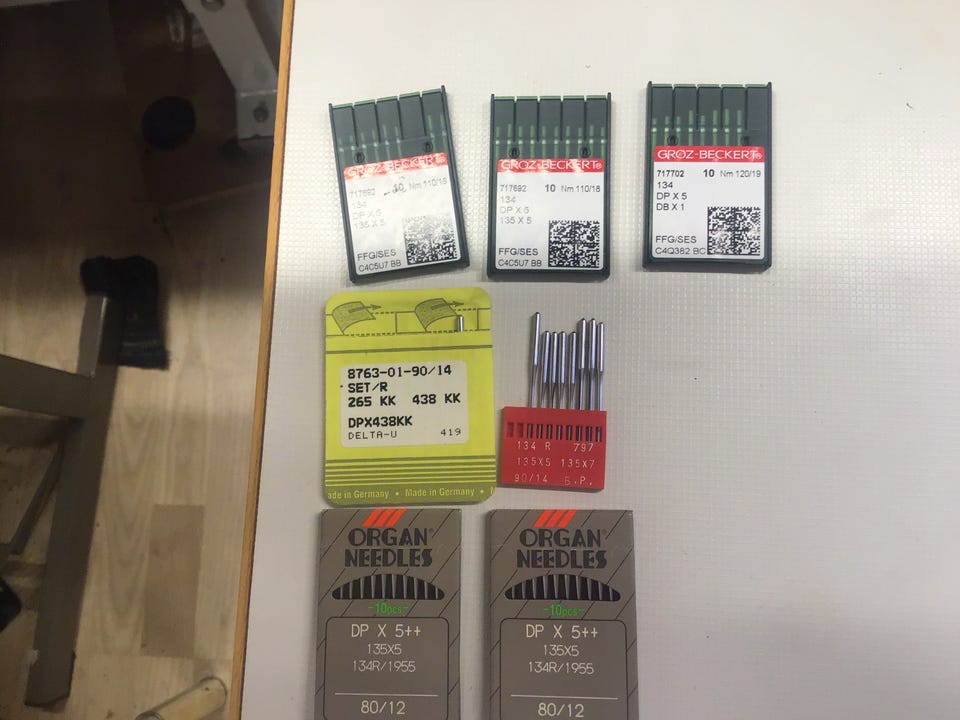 GROZ-BECKERT®
717692 10 Nm 110/18
134
DP X 5
135 X 5
FFG/SES
C4C5U7 BB
GROZ-BECKERT®
717692 10 Nm 110/18
134
DP X 5
135 X 5
FFG/SES
C4C5U7 BB
GROZ-BECKERT®
717702 10 Nm 120/19
134
DP X 5
DB X 1
FFG/SES
C4Q382 BC
8763-01-90/14
SET/R
265 KK 438 KK
DPX438KK
DELTA-U 419
ade in Germany • Made in Germany •
134 R 797
135X5 135X7
90/14 B.P.
ORGAN®
NEEDLES
-10pcs-
DP X 5++
135X5
134R/1955
80/12
ORGAN®
NEEDLES
-10pcs-
DP X 5++
135X5
134R/1955
80/12